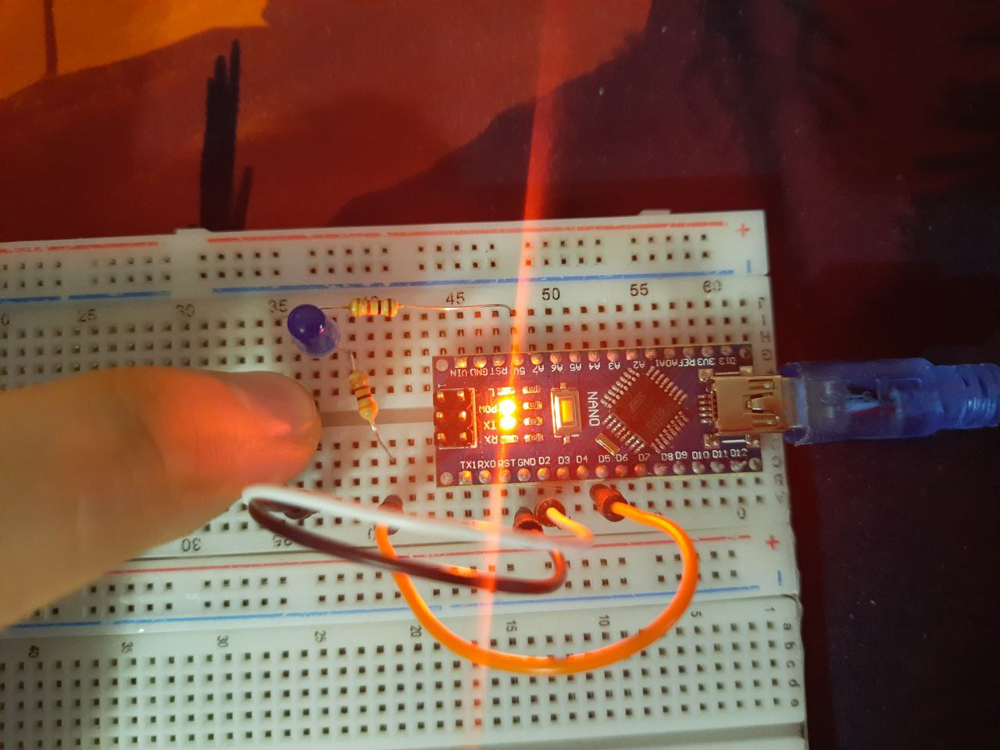 +
35 40 45 50 55 60
25 30
J
I
H
G
VIN GND RST 5V A7 A6 A5 A4 A3 A2 A1 A0 REF 3V3 D13
L
POW
TX
RX
NANO
TX1 RX0 RST GND D2 D3 D4 D5 D6 D7 D8 D9 D10 D11 D12
30 25
+
40 35 30 25 20 15 10 5 1
a
b
c
d
e